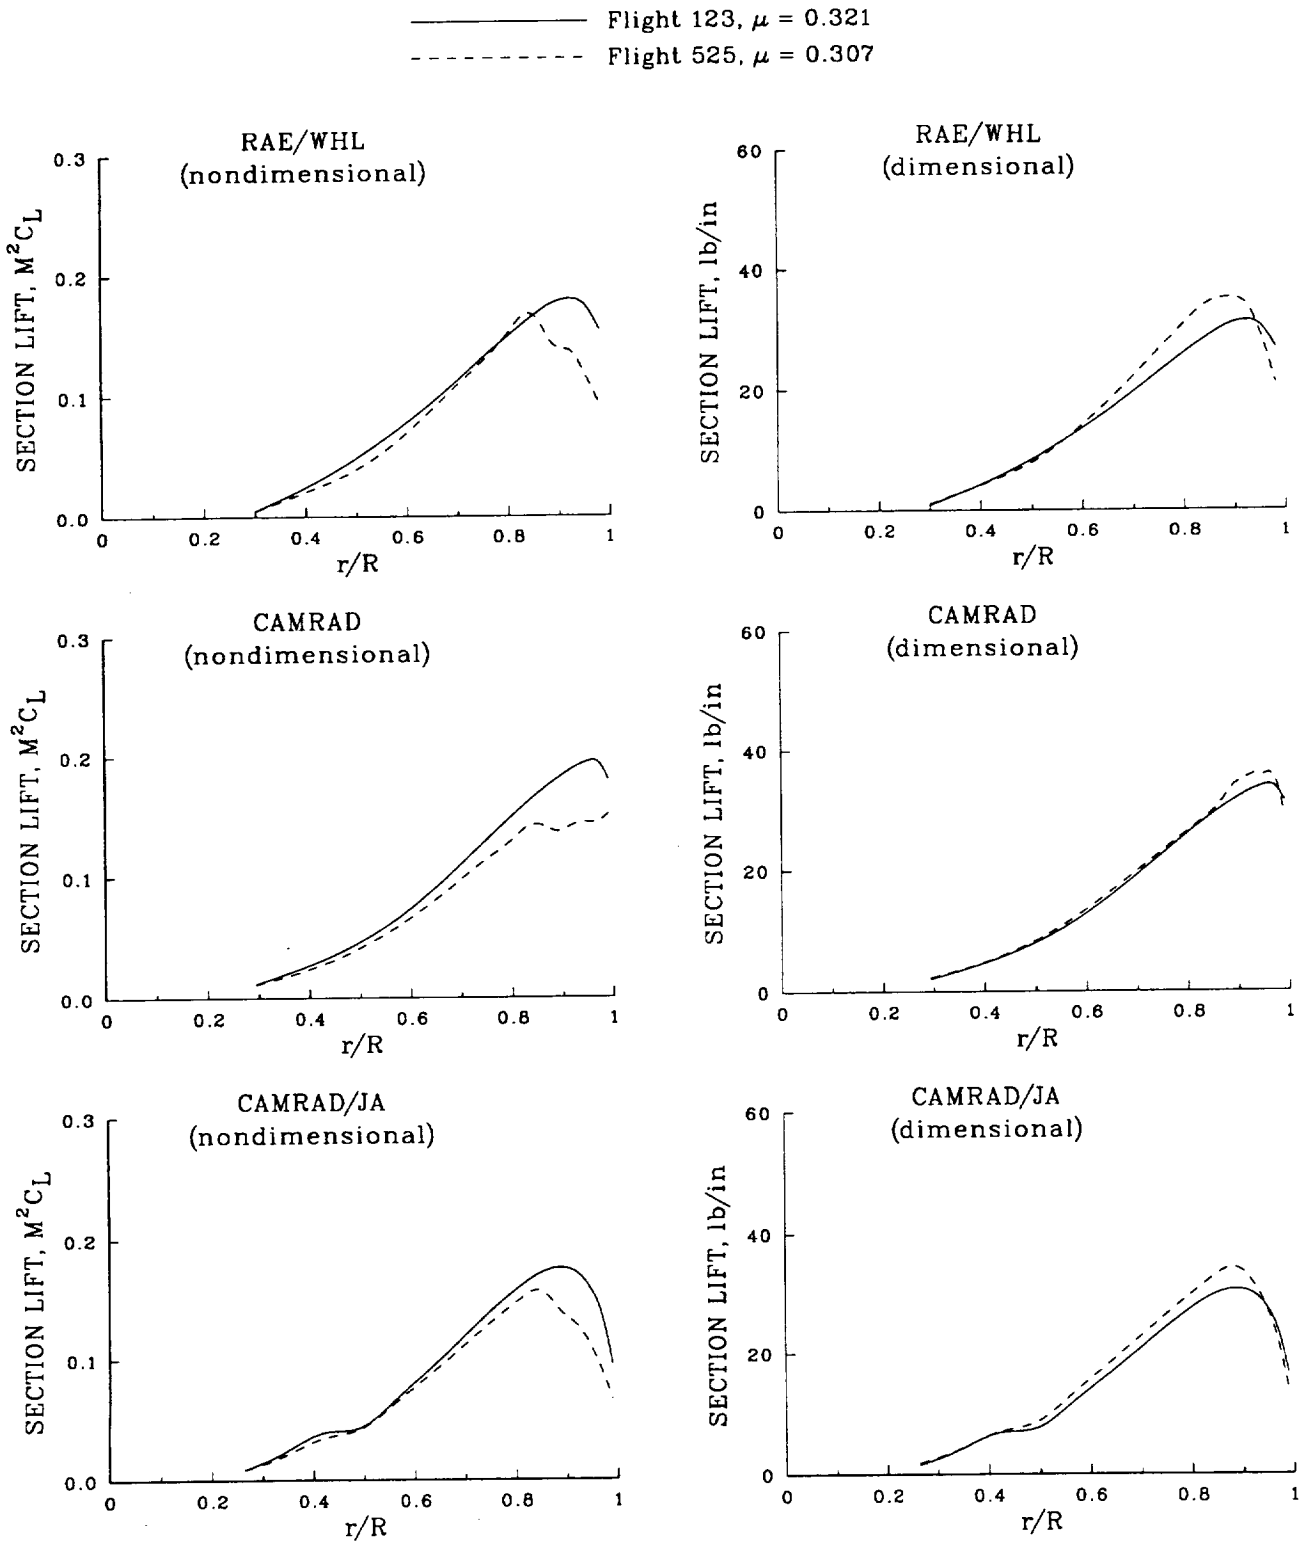 Flight 123, μ = 0.321
Flight 525, μ = 0.307
RAE/WHL
(nondimensional)
SECTION LIFT, M²C_L
0.3
0.2
0.1
0.0
0 0.2 0.4 0.6 0.8 1
r/R
RAE/WHL
(dimensional)
SECTION LIFT, lb/in
60
40
20
0
0 0.2 0.4 0.6 0.8 1
r/R
CAMRAD
(nondimensional)
SECTION LIFT, M²C_L
0.3
0.2
0.1
0.0
0 0.2 0.4 0.6 0.8 1
r/R
CAMRAD
(dimensional)
SECTION LIFT, lb/in
60
40
20
0
0 0.2 0.4 0.6 0.8 1
r/R
CAMRAD/JA
(nondimensional)
SECTION LIFT, M²C_L
0.3
0.2
0.1
0.0
0 0.2 0.4 0.6 0.8 1
r/R
CAMRAD/JA
(dimensional)
SECTION LIFT, lb/in
60
40
20
0
0 0.2 0.4 0.6 0.8 1
r/R